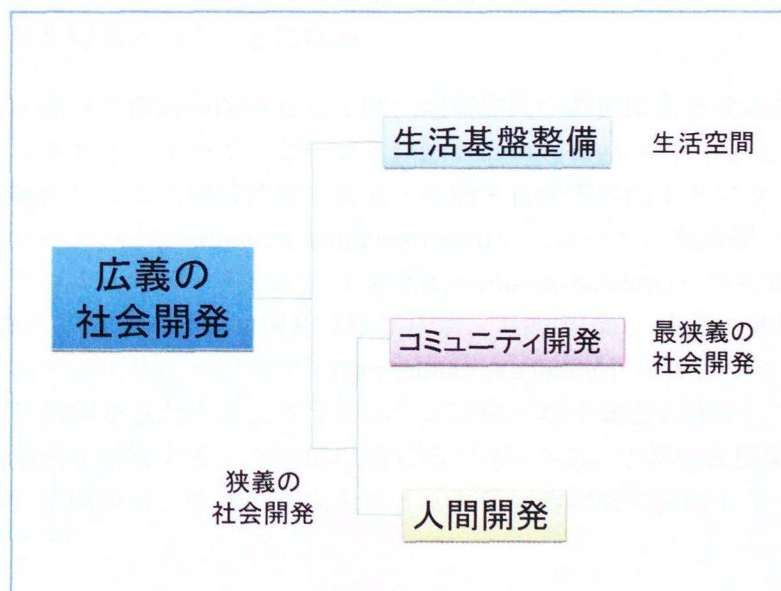 生活基盤整備 生活空間
広義の
社会開発
コミュニティ開発 最狭義の
社会開発
狭義の
社会開発
人間開発